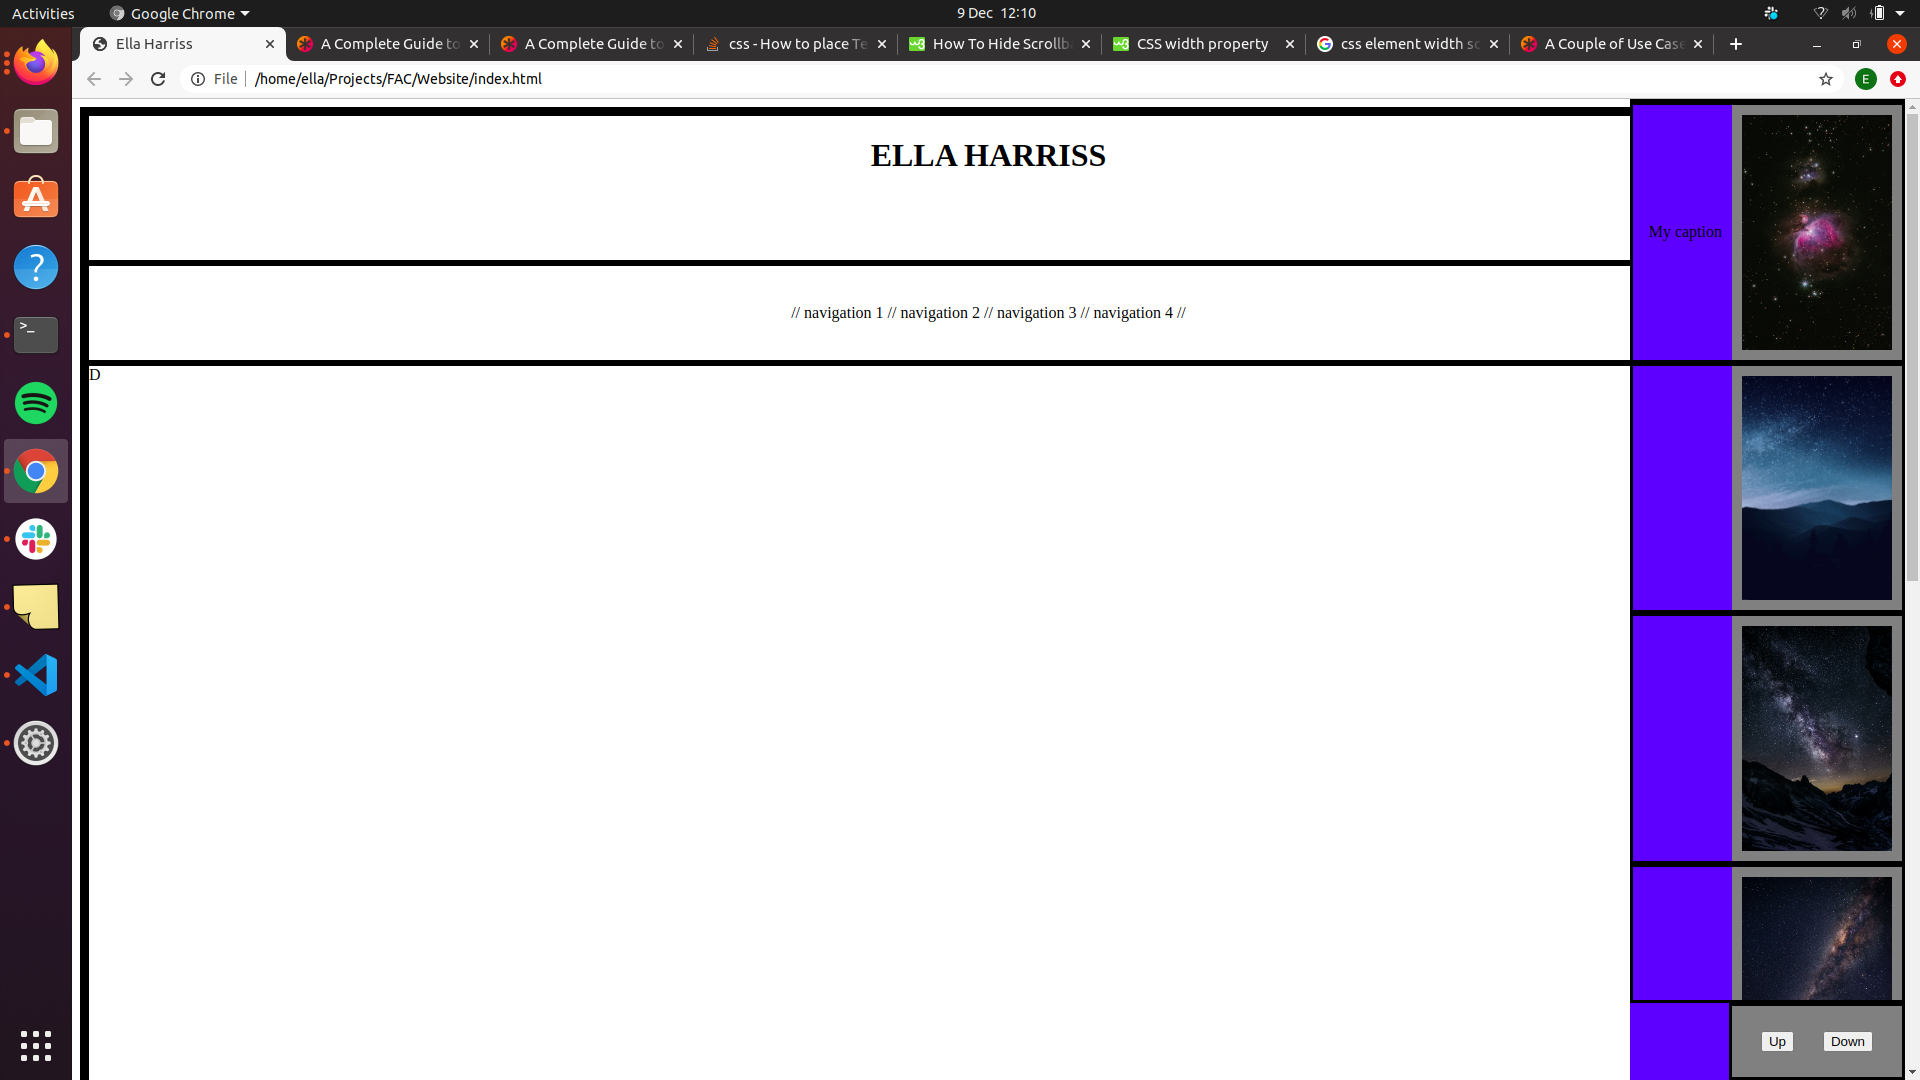 Activities
Google Chrome
9 Dec 12:10
Ella Harriss
A Complete Guide to
A Complete Guide to
css - How to place Te
How To Hide Scrollb
CSS width property
css element width sc
A Couple of Use Case
File
/home/ella/Projects/FAC/Website/index.html
E
ELLA HARRISS
My caption
// navigation 1 // navigation 2 // navigation 3 // navigation 4 //
D
Up
Down